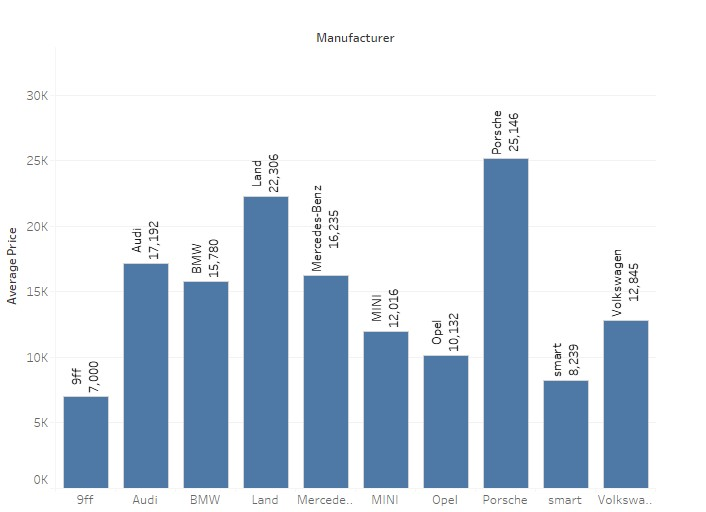 Manufacturer
30K
25K
20K
15K
10K
5K
0K
Average Price
9ff
7,000
Audi
17,192
BMW
15,780
Land
22,306
Mercedes-Benz
16,235
MINI
12,016
Opel
10,132
Porsche
25,146
smart
8,239
Volkswagen
12,845
9ff Audi BMW Land Mercede.. MINI Opel Porsche smart Volkswa..